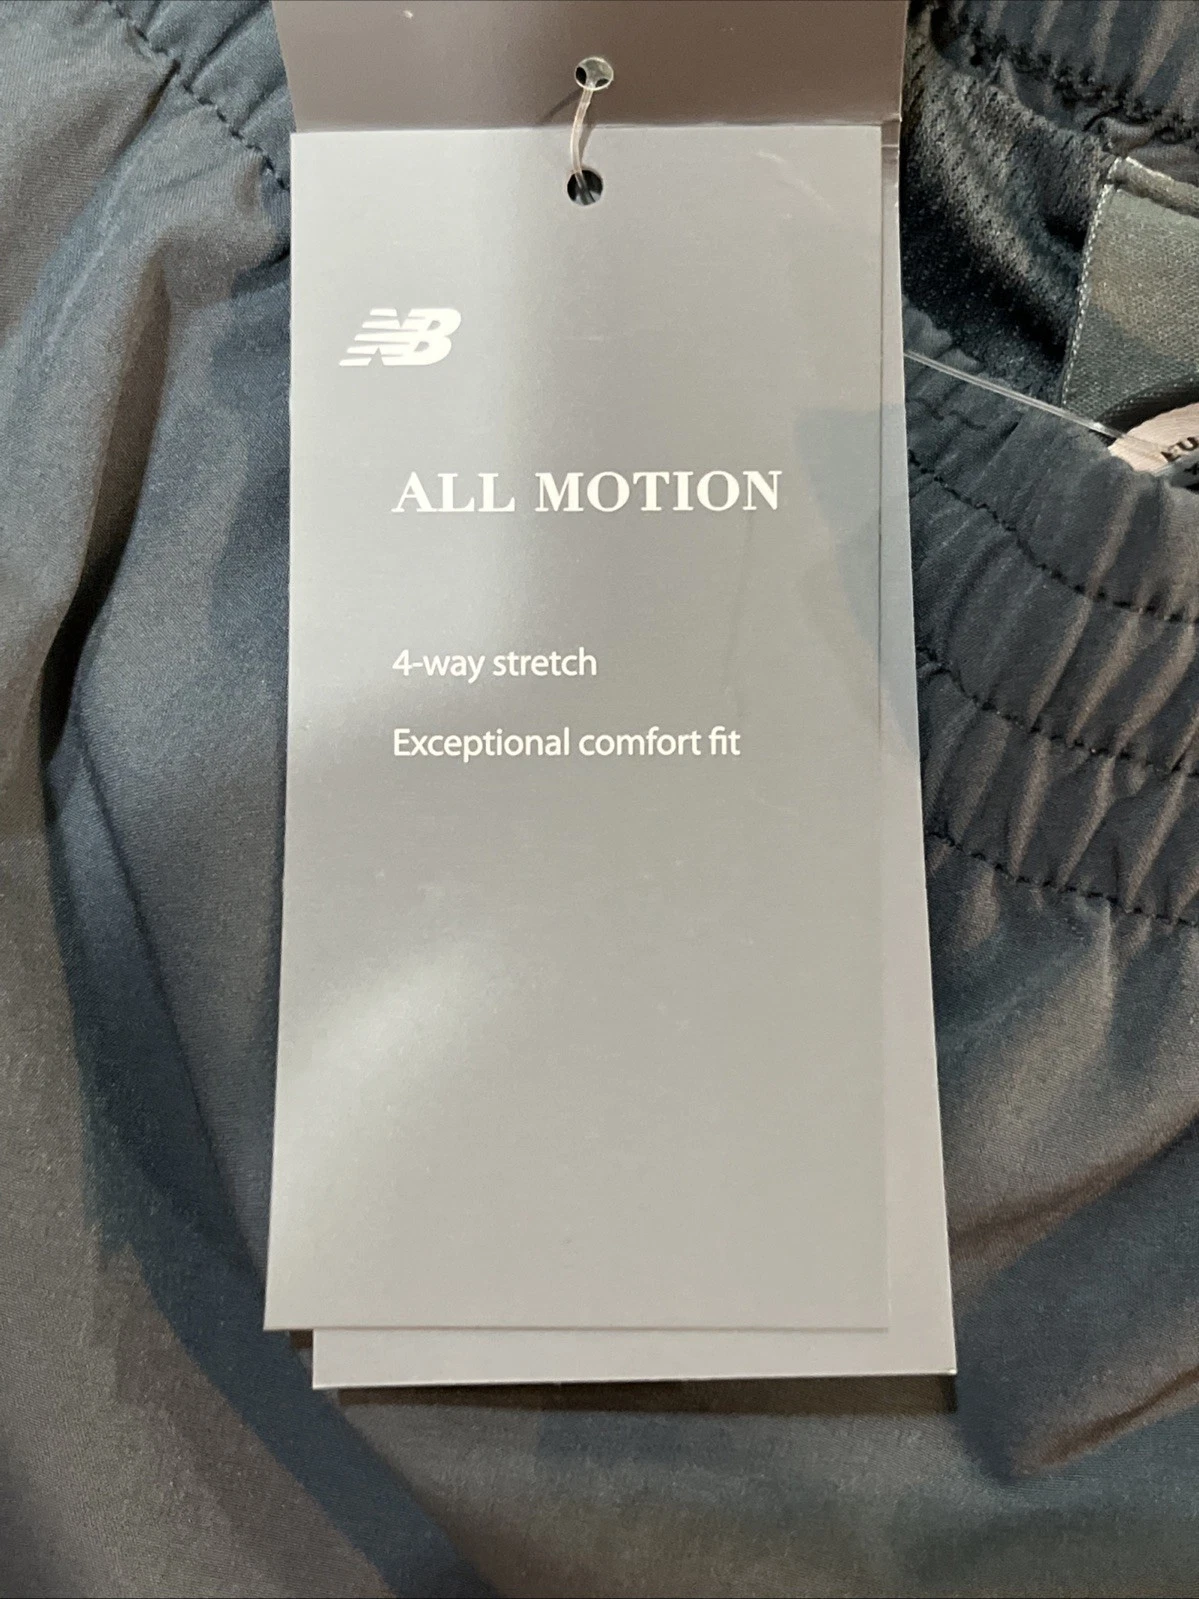 NB
ALL MOTION
4-way stretch
Exceptional comfort fit